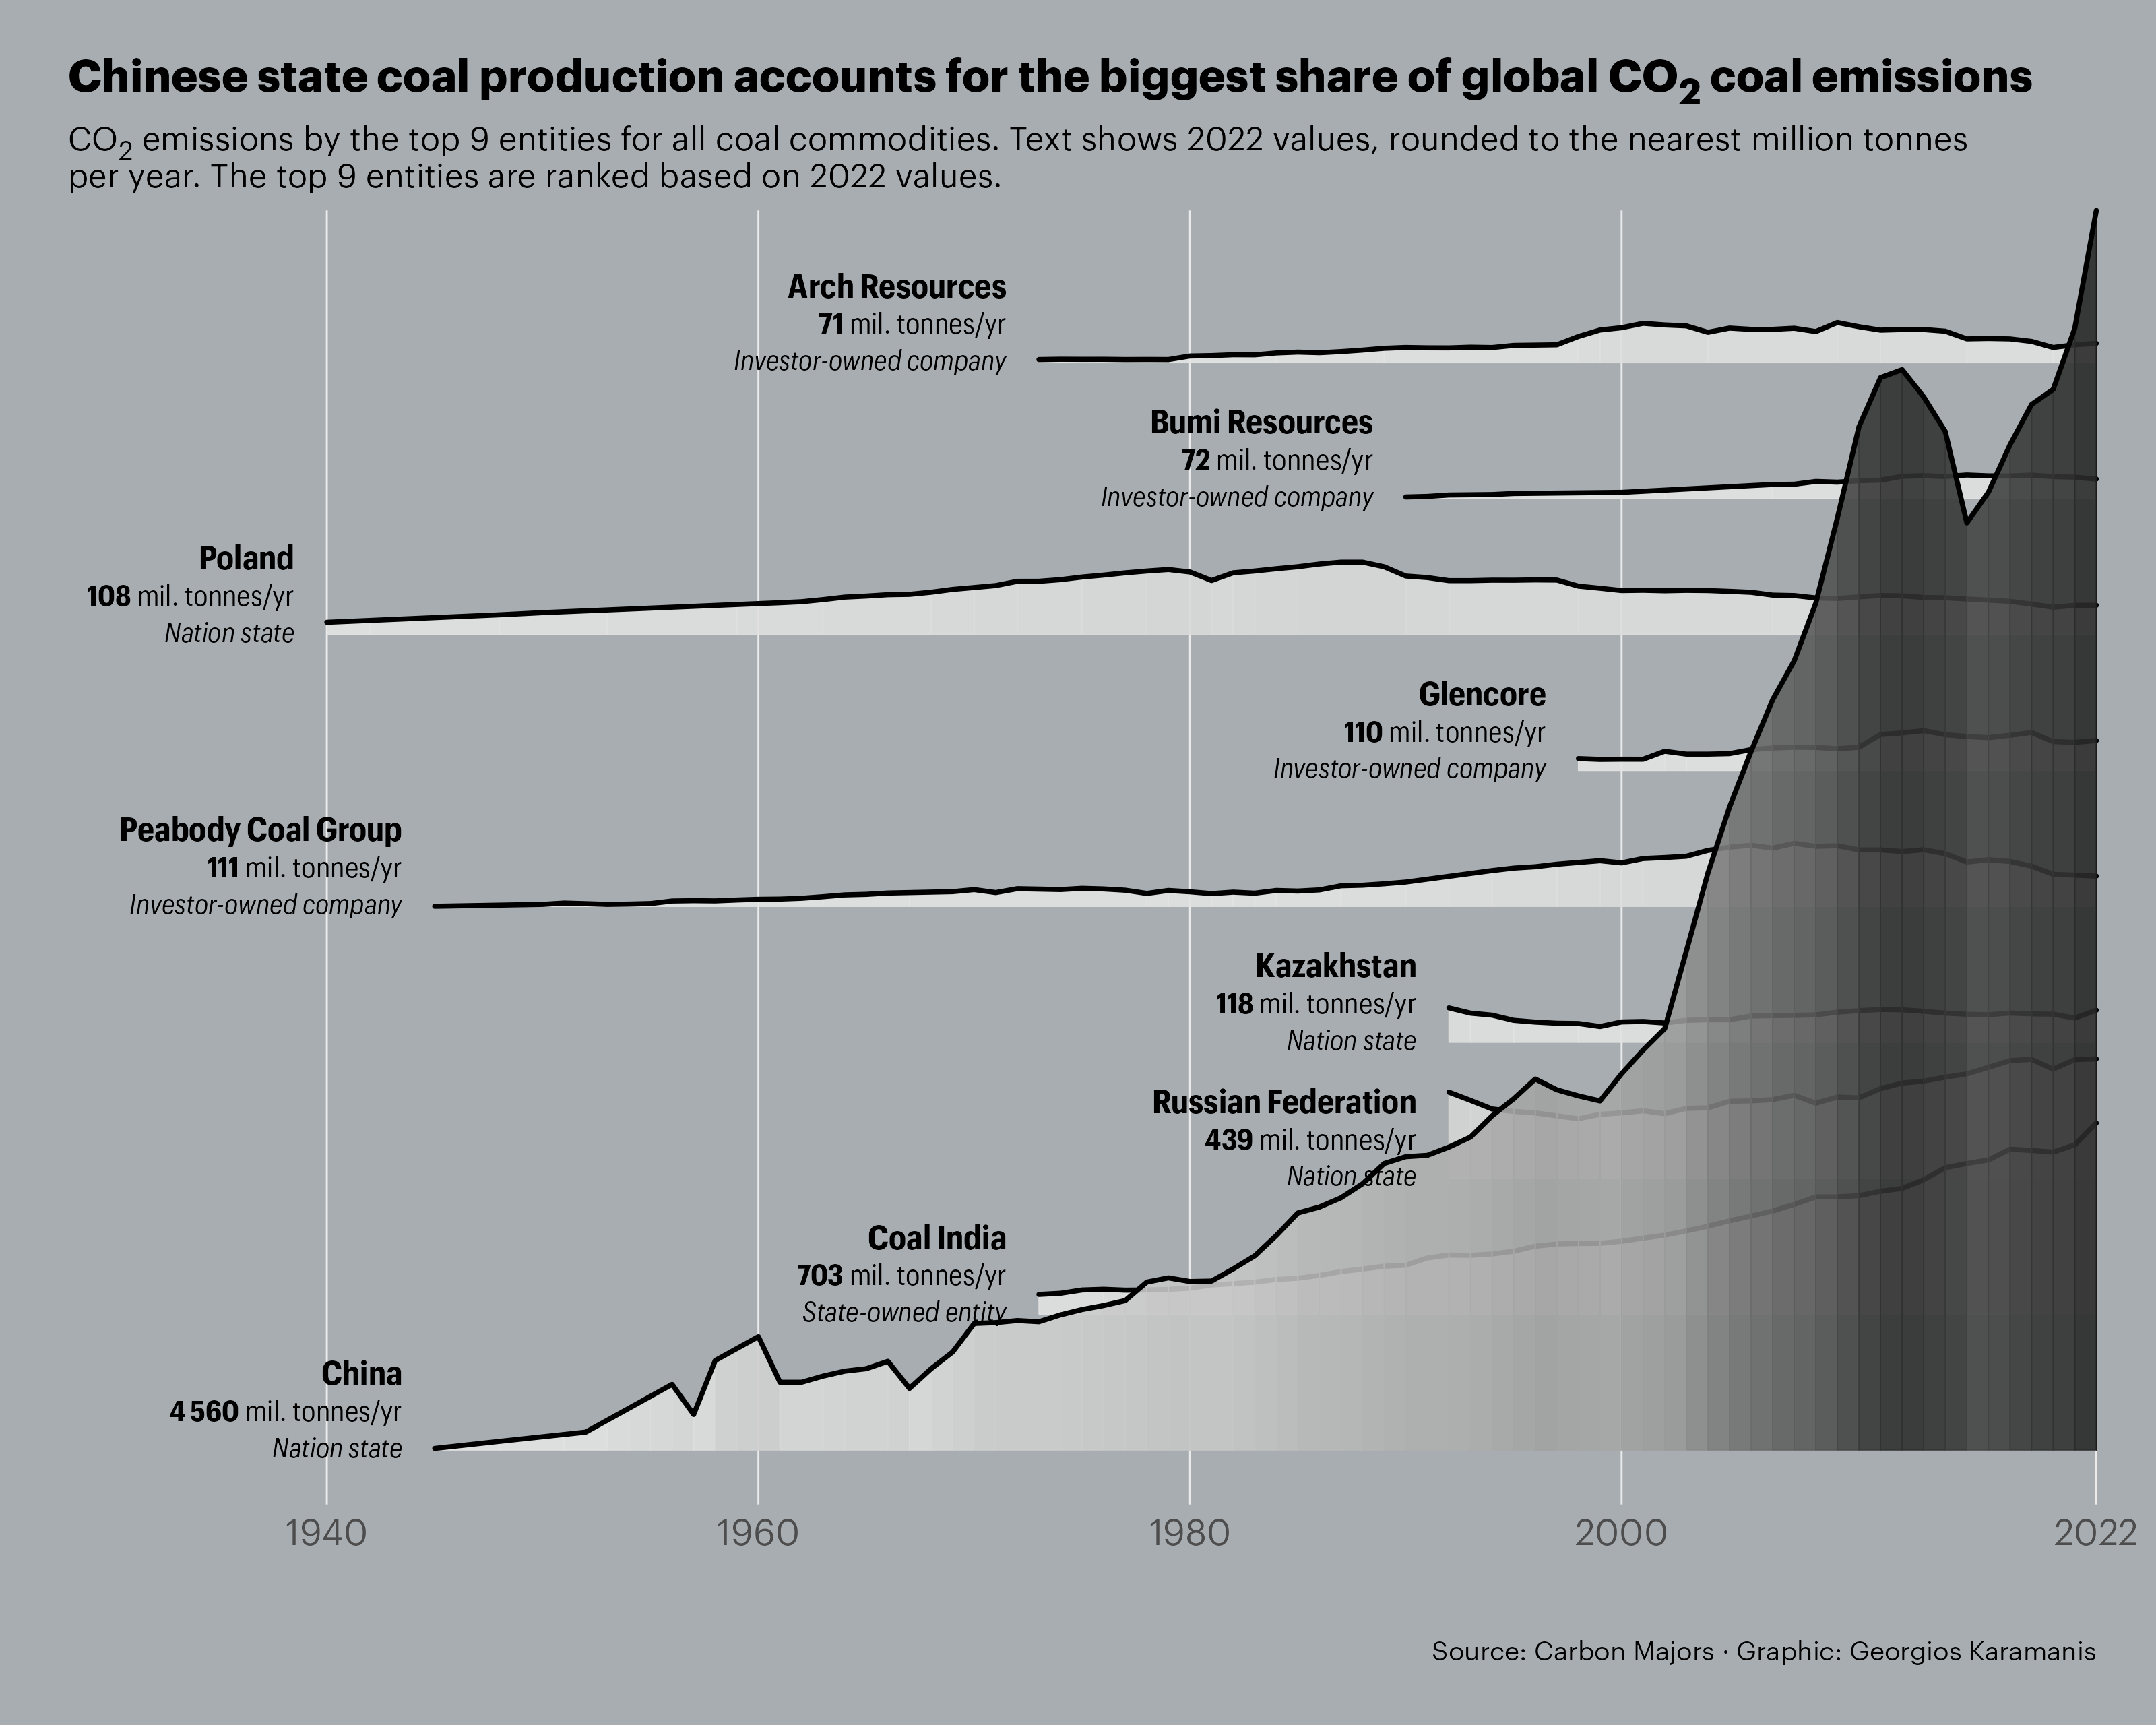 Chinese state coal production accounts for the biggest share of global CO₂ coal emissions
CO₂ emissions by the top 9 entities for all coal commodities. Text shows 2022 values, rounded to the nearest million tonnes
per year. The top 9 entities are ranked based on 2022 values.
Arch Resources
71 mil. tonnes/yr
Investor-owned company
Bumi Resources
72 mil. tonnes/yr
Investor-owned company
Poland
108 mil. tonnes/yr
Nation state
Glencore
110 mil. tonnes/yr
Investor-owned company
Peabody Coal Group
111 mil. tonnes/yr
Investor-owned company
Kazakhstan
118 mil. tonnes/yr
Nation state
Russian Federation
439 mil. tonnes/yr
Nation state
Coal India
703 mil. tonnes/yr
State-owned entity
China
4 560 mil. tonnes/yr
Nation state
1940 1960 1980 2000 2022
Source: Carbon Majors · Graphic: Georgios Karamanis